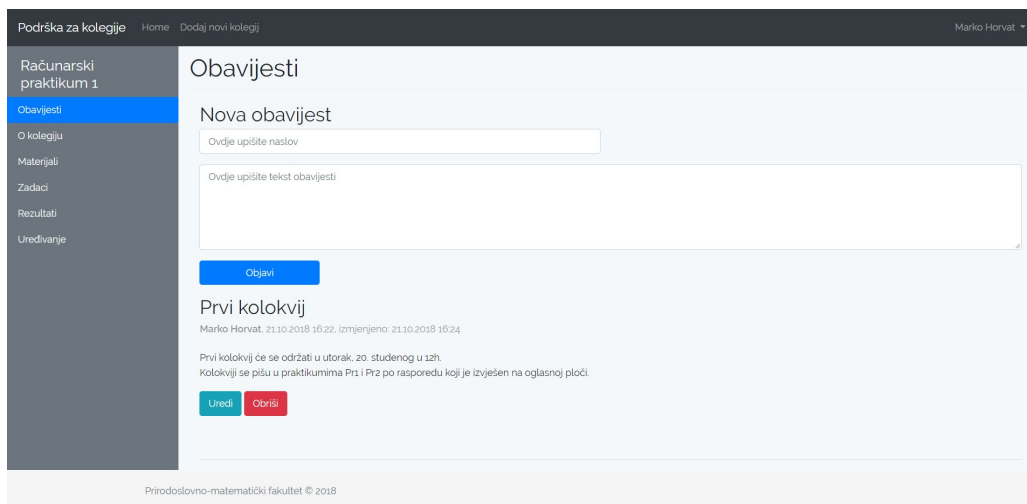 Podrška za kolegije Home Dodaj novi kolegij Marko Horvat
Računarski
praktikum 1
Obavijesti
O kolegiju
Materijali
Zadaci
Rezultati
Uređivanje
Obavijesti
Nova obavijest
Ovdje upišite naslov
Ovdje upišite tekst obavijesti
Objavi
Prvi kolokvij
Marko Horvat, 21.10.2018 16:22, izmjenjeno: 21.10.2018 16:24
Prvi kolokvij će se održati u utorak, 20. studenog u 12h.
Kolokviji se pišu u praktikumima Pr1 i Pr2 po rasporedu koji je izvješen na oglasnoj ploči.
Uredi Obriši
Prirodoslovno-matematički fakultet © 2018